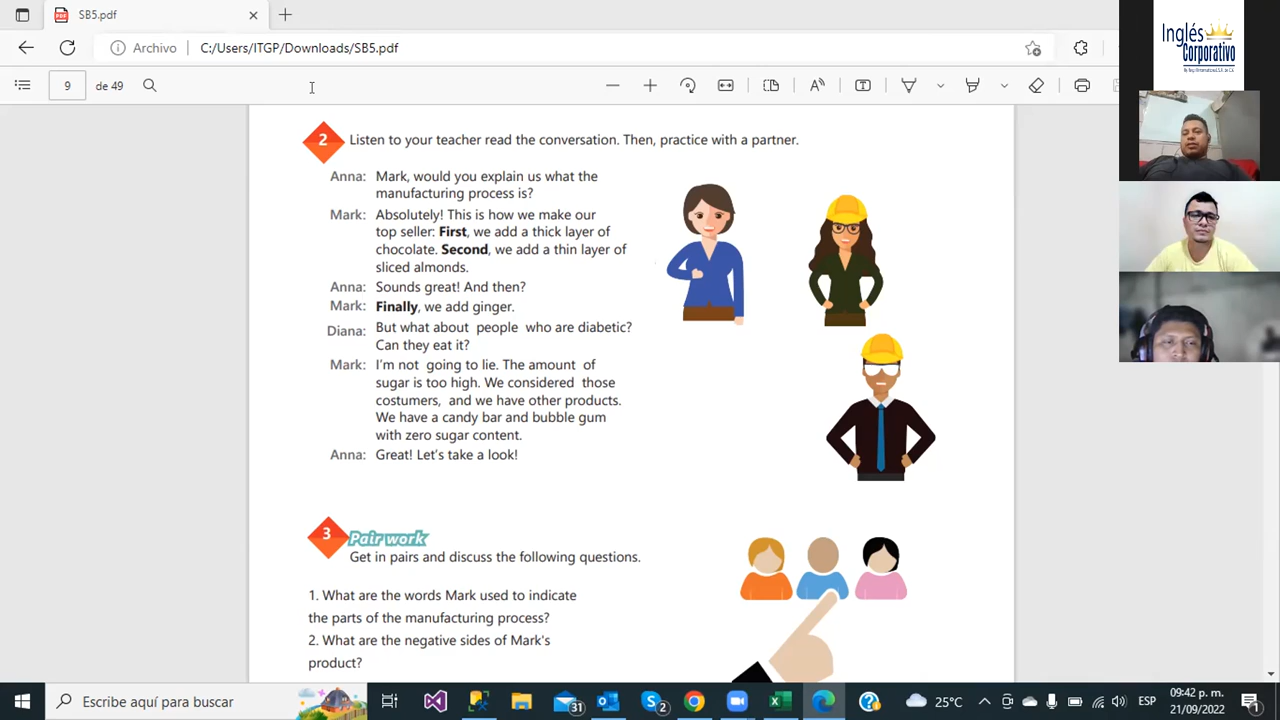 SB5.pdf
Archivo C:/Users/ITGP/Downloads/SB5.pdf
9 de 49
2 Listen to your teacher read the conversation. Then, practice with a partner.
Anna: Mark, would you explain us what the
manufacturing process is?
Mark: Absolutely! This is how we make our
top seller: First, we add a thick layer of
chocolate. Second, we add a thin layer of
sliced almonds.
Anna: Sounds great! And then?
Mark: Finally, we add ginger.
Diana: But what about people who are diabetic?
Can they eat it?
Mark: I'm not going to lie. The amount of
sugar is too high. We considered those
costumers, and we have other products.
We have a candy bar and bubble gum
with zero sugar content.
Anna: Great! Let's take a look!
3 Pair work
Get in pairs and discuss the following questions.
1. What are the words Mark used to indicate
the parts of the manufacturing process?
2. What are the negative sides of Mark's
product?
Inglés
Corporativo
Escribe aquí para buscar
31
2
25°C
ESP
09:42 p. m.
21/09/2022
1